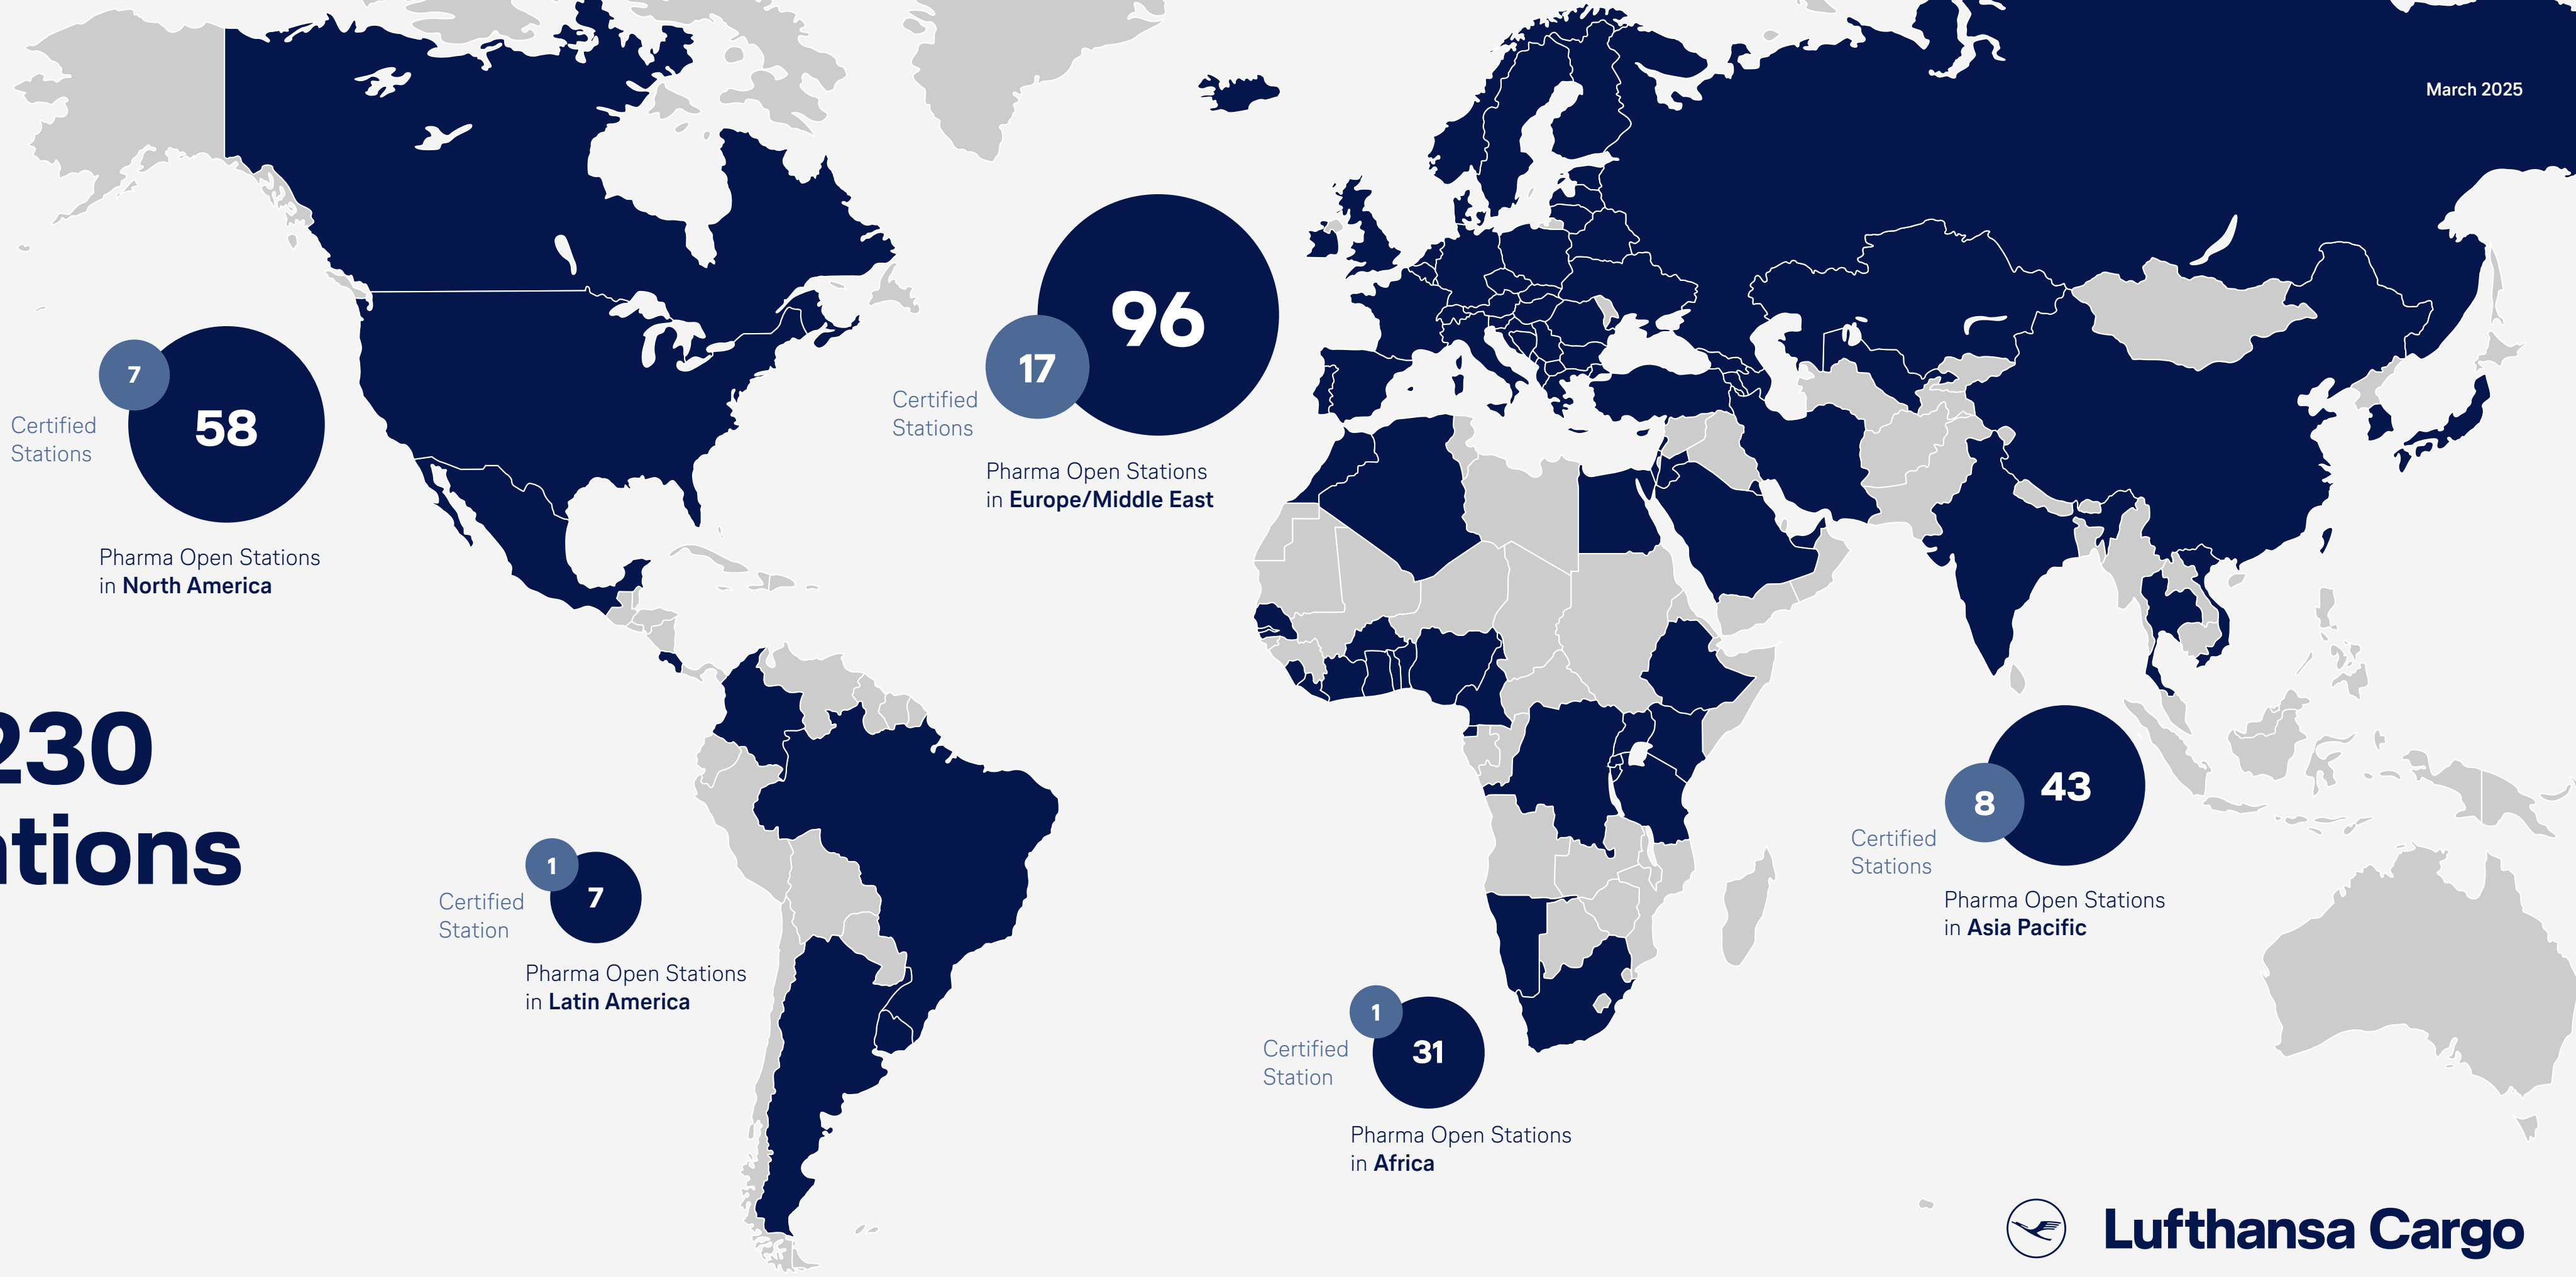 March 2025
7
58
Certified
Stations
Pharma Open Stations
in North America
96
17
Certified
Stations
Pharma Open Stations
in Europe/Middle East
230
ations
1
7
Certified
Station
Pharma Open Stations
in Latin America
8
43
Certified
Stations
Pharma Open Stations
in Asia Pacific
1
31
Certified
Station
Pharma Open Stations
in Africa
Lufthansa Cargo